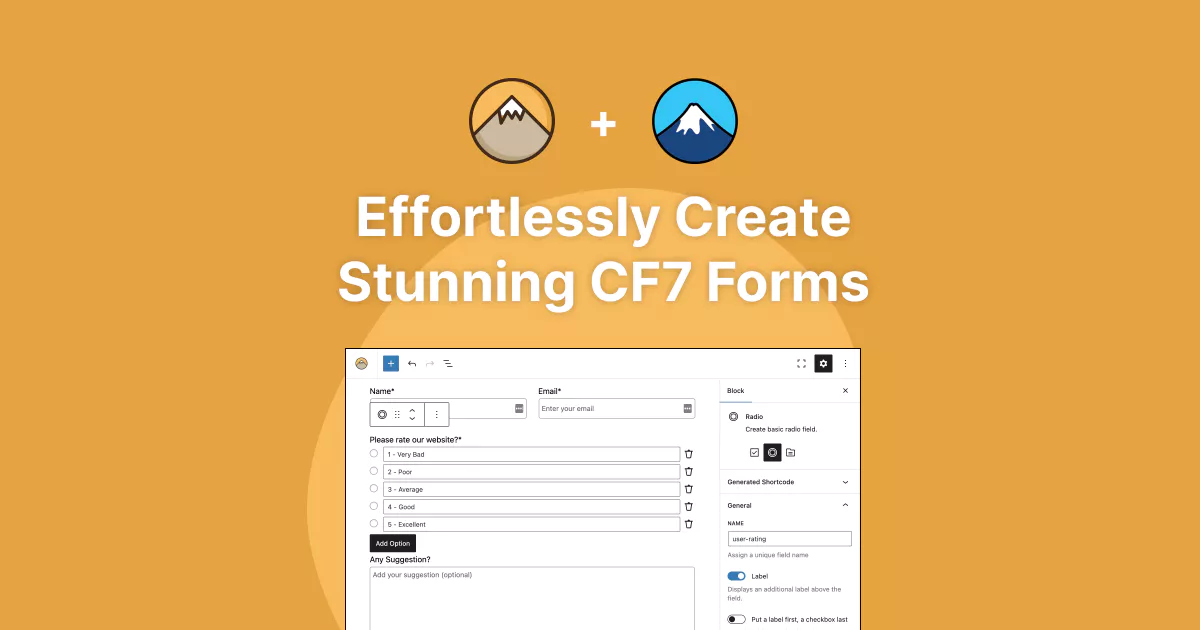 Effortlessly Create
Stunning CF7 Forms
Name*
Email*
Enter your email
Please rate our website?*
1 - Very Bad
2 - Poor
3 - Average
4 - Good
5 - Excellent
Add Option
Any Suggestion?
Add your suggestion (optional)
Block
Radio
Create basic radio field.
Generated Shortcode
General
NAME
user-rating
Assign a unique field name
Label
Displays an additional label above the
field.
Put a label first, a checkbox last